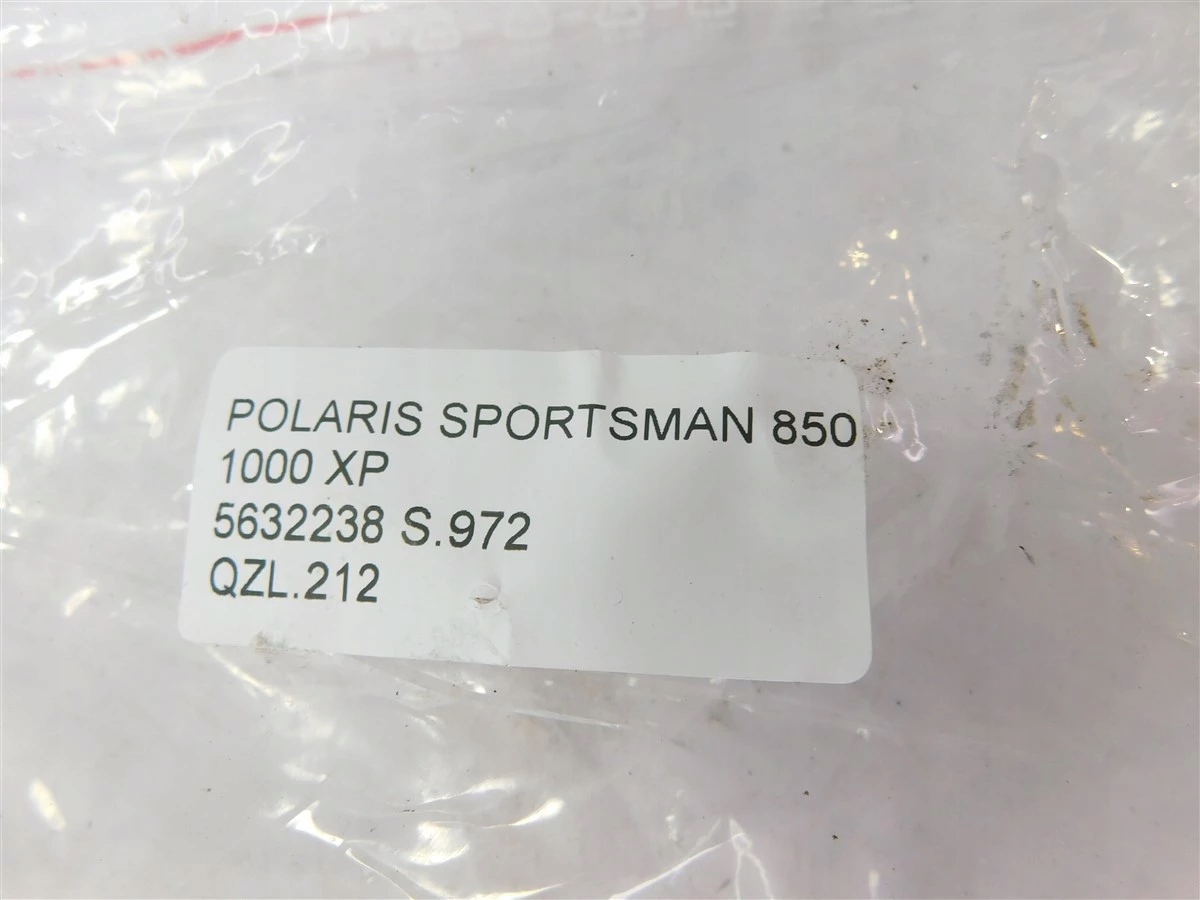 POLARIS SPORTSMAN 850
1000 XP
5632238 S.972
QZL.212